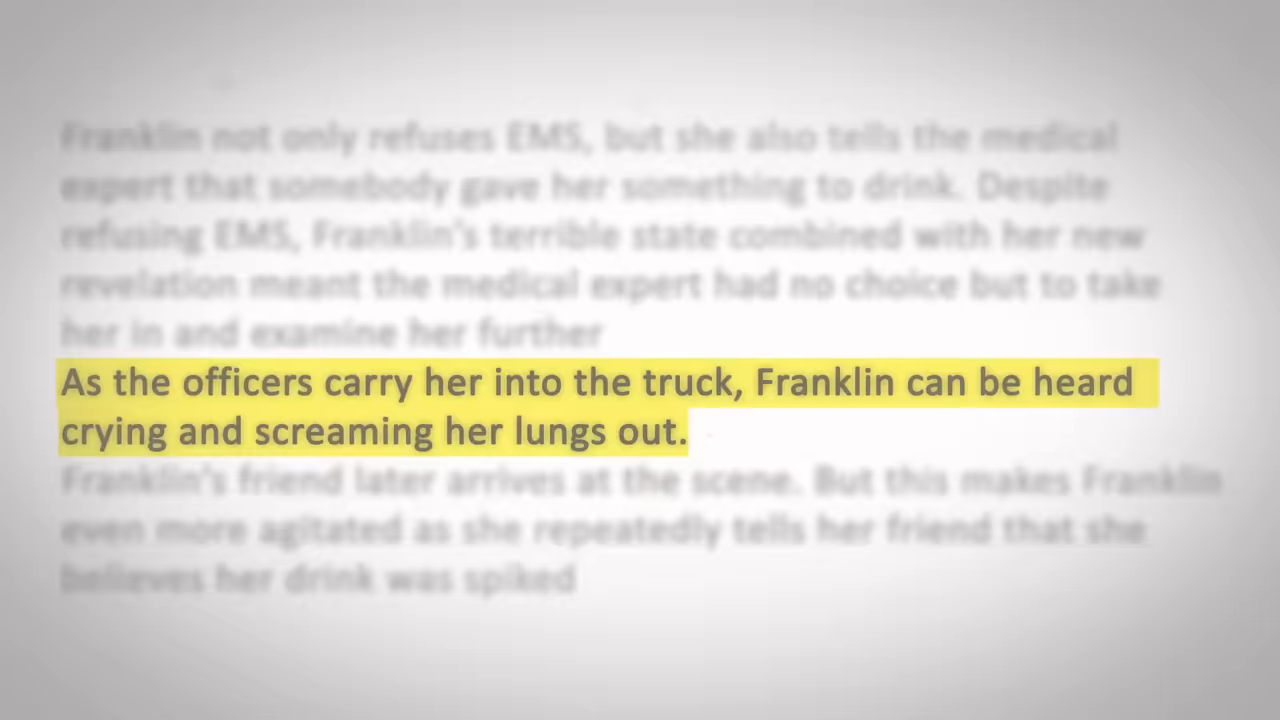 Franklin not only refuses EMS, but she also tells the medical
expert that somebody gave her something to drink. Despite
refusing EMS, Franklin's terrible state combined with her new
revelation meant the medical expert had no choice but to take
her in and examine her further
As the officers carry her into the truck, Franklin can be heard
crying and screaming her lungs out.
Franklin's friend later arrives at the scene. But this makes Franklin
even more agitated as she repeatedly tells her friend that she
believes her drink was spiked